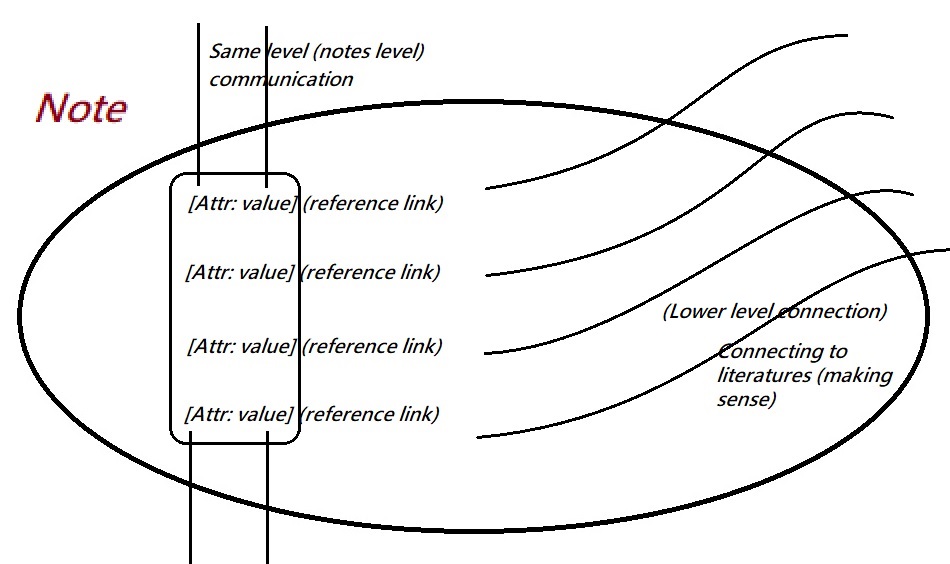 Same level (notes level)
communication
Note
[Attr: value] (reference link)
[Attr: value] (reference link)
[Attr: value] (reference link)
[Attr: value] (reference link)
(Lower level connection)
Connecting to
literatures (making
sense)